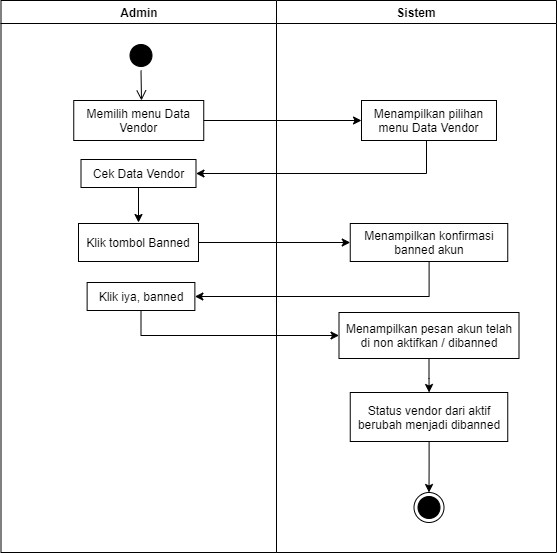 Admin
Sistem
Memilih menu Data
Vendor
Menampilkan pilihan
menu Data Vendor
Cek Data Vendor
Klik tombol Banned
Menampilkan konfirmasi
banned akun
Klik iya, banned
Menampilkan pesan akun telah
di non aktifkan / dibanned
Status vendor dari aktif
berubah menjadi dibanned